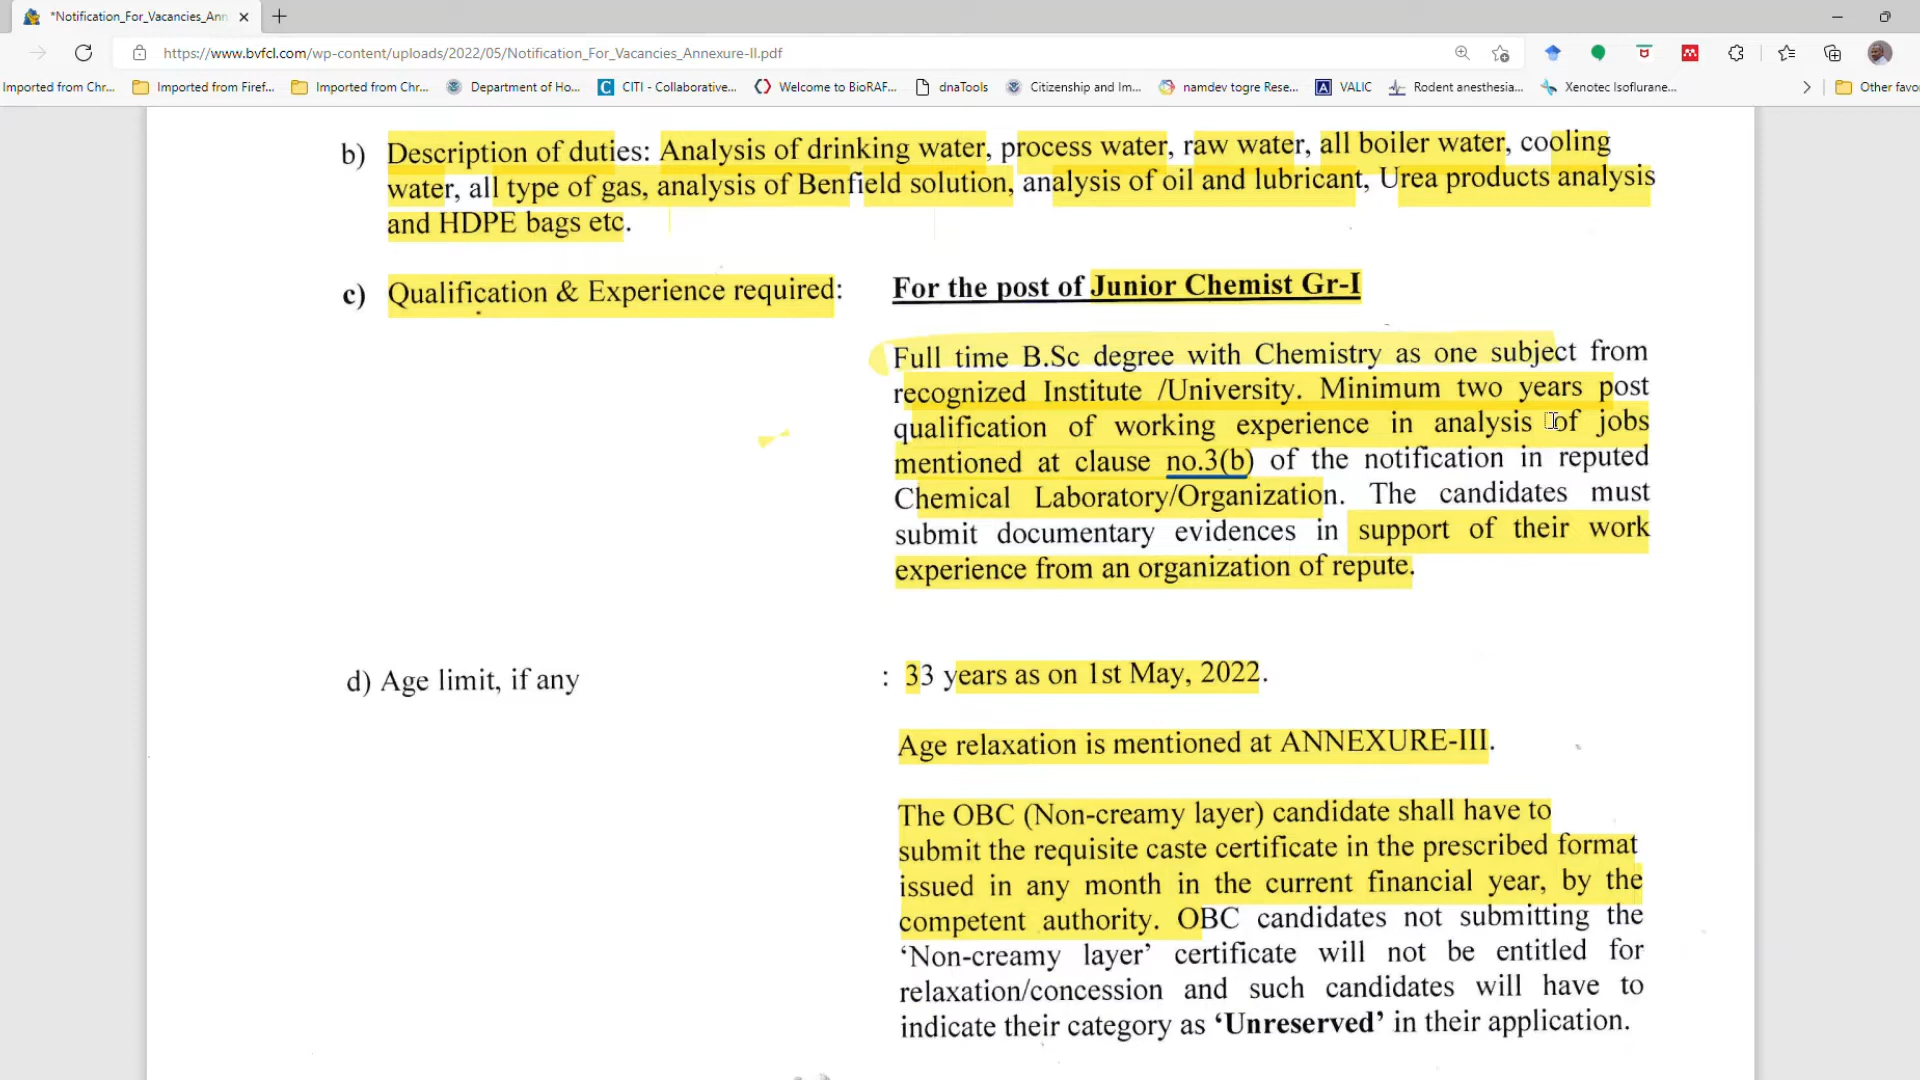 *Notification_For_Vacancies_Ann
https://www.bvfcl.com/wp-content/uploads/2022/05/Notification_For_Vacancies_Annexure-II.pdf
Imported from Chr... Imported from Firef... Imported from Chr... Department of Ho... CITI - Collaborative... Welcome to BioRAF... dnaTools Citizenship and Im... namdev togre Rese... VALIC Rodent anesthesia... Xenotec Isoflurane... Other favo
b) Description of duties: Analysis of drinking water, process water, raw water, all boiler water, cooling
water, all type of gas, analysis of Benfield solution, analysis of oil and lubricant, Urea products analysis
and HDPE bags etc.
c) Qualification & Experience required: For the post of Junior Chemist Gr-I
Full time B.Sc degree with Chemistry as one subject from
recognized Institute /University. Minimum two years post
qualification of working experience in analysis of jobs
mentioned at clause no.3(b) of the notification in reputed
Chemical Laboratory/Organization. The candidates must
submit documentary evidences in support of their work
experience from an organization of repute.
d) Age limit, if any : 33 years as on 1st May, 2022.
Age relaxation is mentioned at ANNEXURE-III.
The OBC (Non-creamy layer) candidate shall have to
submit the requisite caste certificate in the prescribed format
issued in any month in the current financial year, by the
competent authority. OBC candidates not submitting the
‘Non-creamy layer’ certificate will not be entitled for
relaxation/concession and such candidates will have to
indicate their category as ‘Unreserved’ in their application.